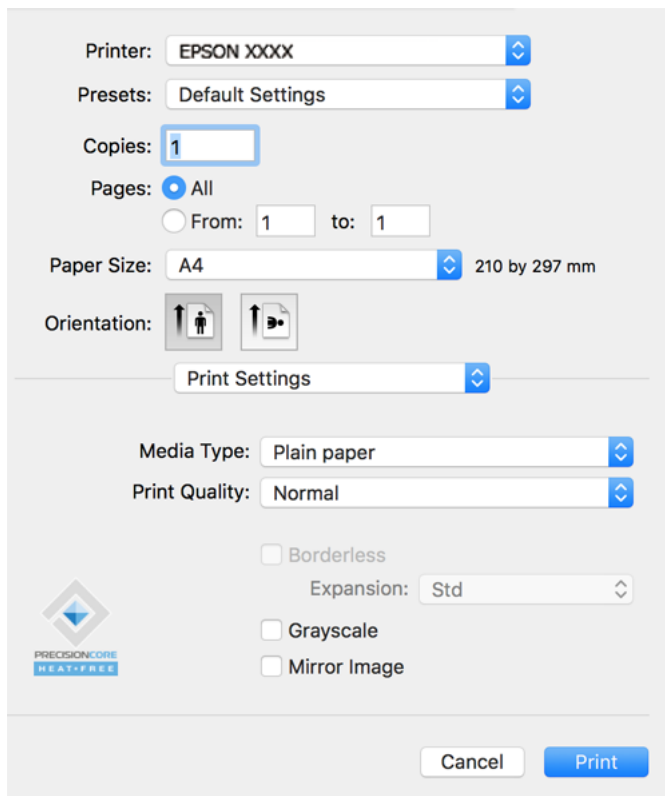 Printer: EPSON XXXX
Presets: Default Settings
Copies: 1
Pages: All
From: 1 to: 1
Paper Size: A4 210 by 297 mm
Orientation:
Print Settings
Media Type: Plain paper
Print Quality: Normal
Borderless
Expansion: Std
Grayscale
PRECISIONCORE
HEAT•FREE
Mirror Image
Cancel Print